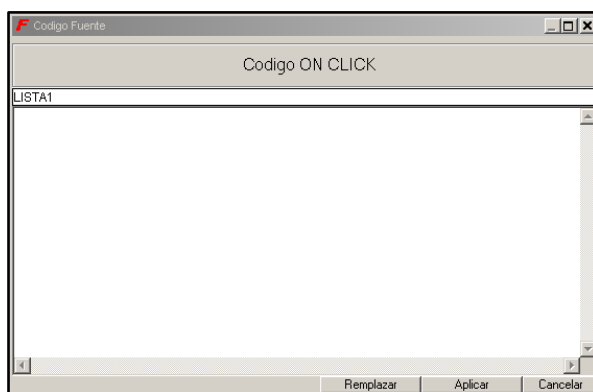 Codigo Fuente
Codigo ON CLICK
LISTA1
Remplazar Aplicar Cancelar